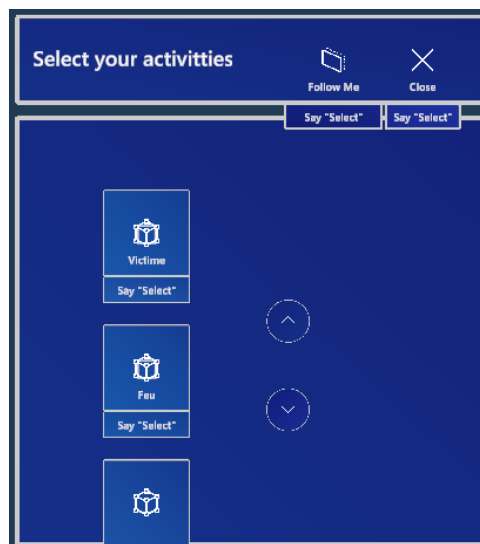 Select your activitties
Follow Me
Close
Say "Select"
Say "Select"
Victime
Say "Select"
Feu
Say "Select"